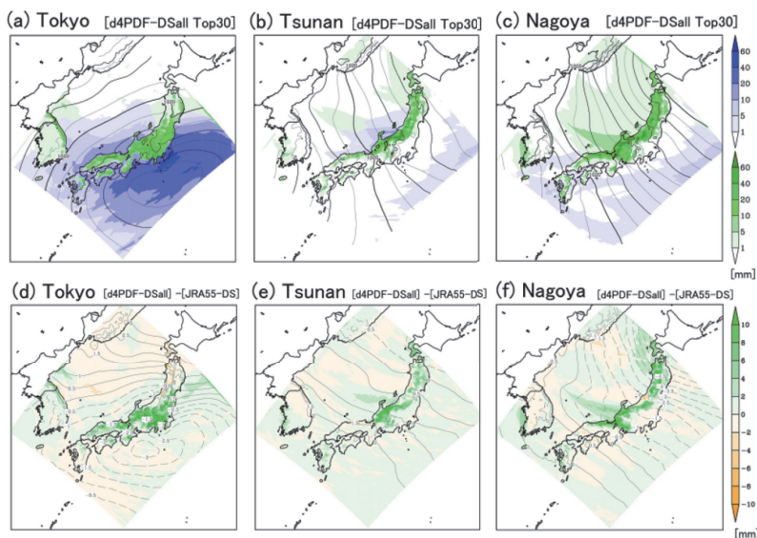 (a) Tokyo [d4PDF-DSall Top30]
(b) Tsunan [d4PDF-DSall Top30]
(c) Nagoya [d4PDF-DSall Top30]
60
40
20
10
5
1
60
40
20
10
5
1
[mm]
(d) Tokyo [d4PDF-DSall]-[JRA55-DS]
(e) Tsunan [d4PDF-DSall]-[JRA55-DS]
(f) Nagoya [d4PDF-DSall]-[JRA55-DS]
10
8
6
4
2
0
-2
-4
-6
-8
-10
[mm]